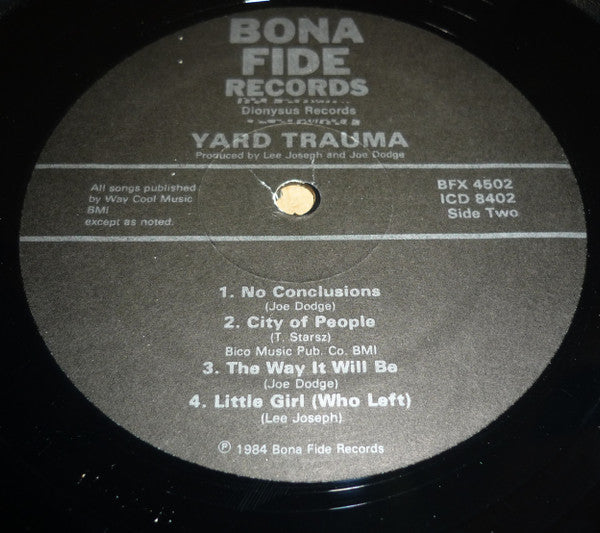 BONA
FIDE
RECORDS
Dionysus Records
YARD TRAUMA
Produced by Lee Joseph and Joe Dodge
All songs published
by Way Cool Music
BMI
except as noted.
BFX 4502
ICD 8402
Side Two
1. No Conclusions
(Joe Dodge)
2. City of People
(T. Starsz)
Bico Music Pub. Co. BMI
3. The Way It Will Be
(Joe Dodge)
4. Little Girl (Who Left)
(Lee Joseph)
℗ 1984 Bona Fide Records